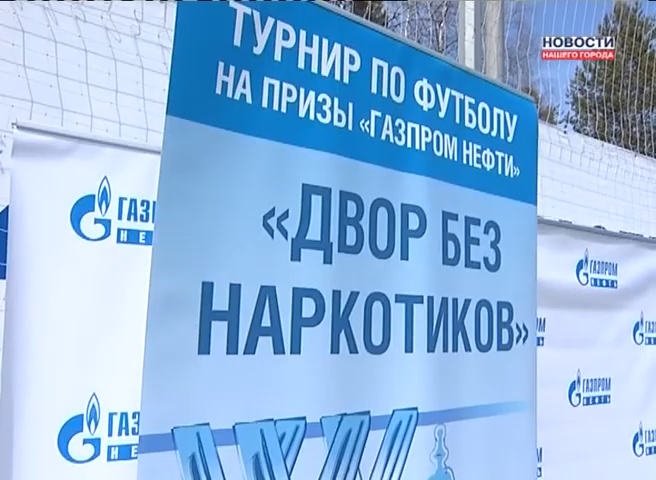 НОВОСТИ
НАШЕГО ГОРОДА
ТУРНИР ПО ФУТБОЛУ
НА ПРИЗЫ «ГАЗПРОМ НЕФТИ»
«ДВОР БЕЗ
НАРКОТИКОВ»
ГАЗПРОМ
НЕФТЬ
ГАЗПРОМ
НЕФТЬ